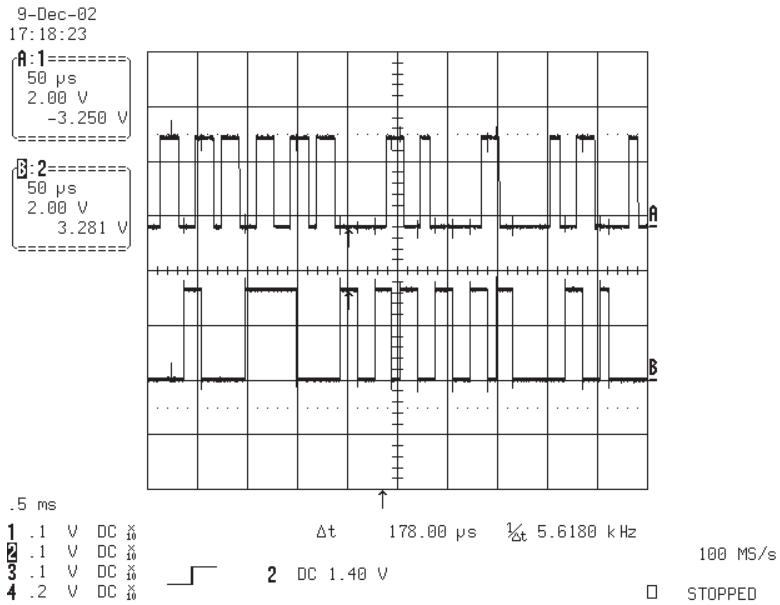 9-Dec-02
17:18:23
A:1
50 µs
2.00 V
-3.250 V
B:2
50 µs
2.00 V
3.281 V
A
B
.5 ms
1 .1 V DC x10
2 .1 V DC x10
3 .1 V DC x10
4 .2 V DC x10
Δt 178.00 µs 1/Δt 5.6180 kHz
2 DC 1.40 V
100 MS/s
STOPPED